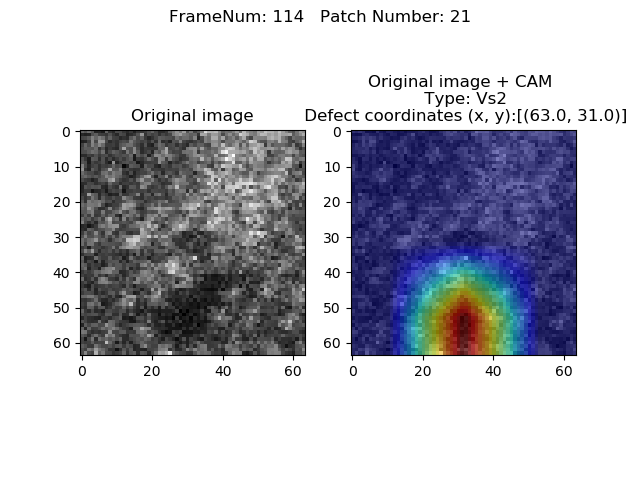 FrameNum: 114   Patch Number: 21
Original image
0
10
20
30
40
50
60
0 20 40 60
Original image + CAM
Type: Vs2
Defect coordinates (x, y):[(63.0, 31.0)]
0
10
20
30
40
50
60
0 20 40 60